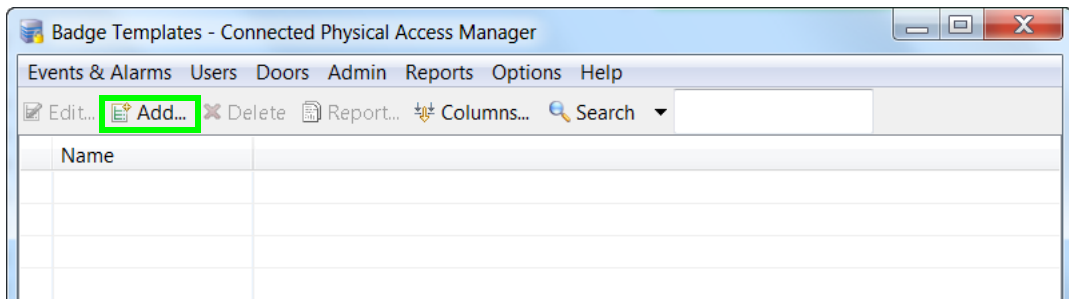 Badge Templates - Connected Physical Access Manager
Events & Alarms Users Doors Admin Reports Options Help
Edit... Add... Delete Report... Columns... Search
Name